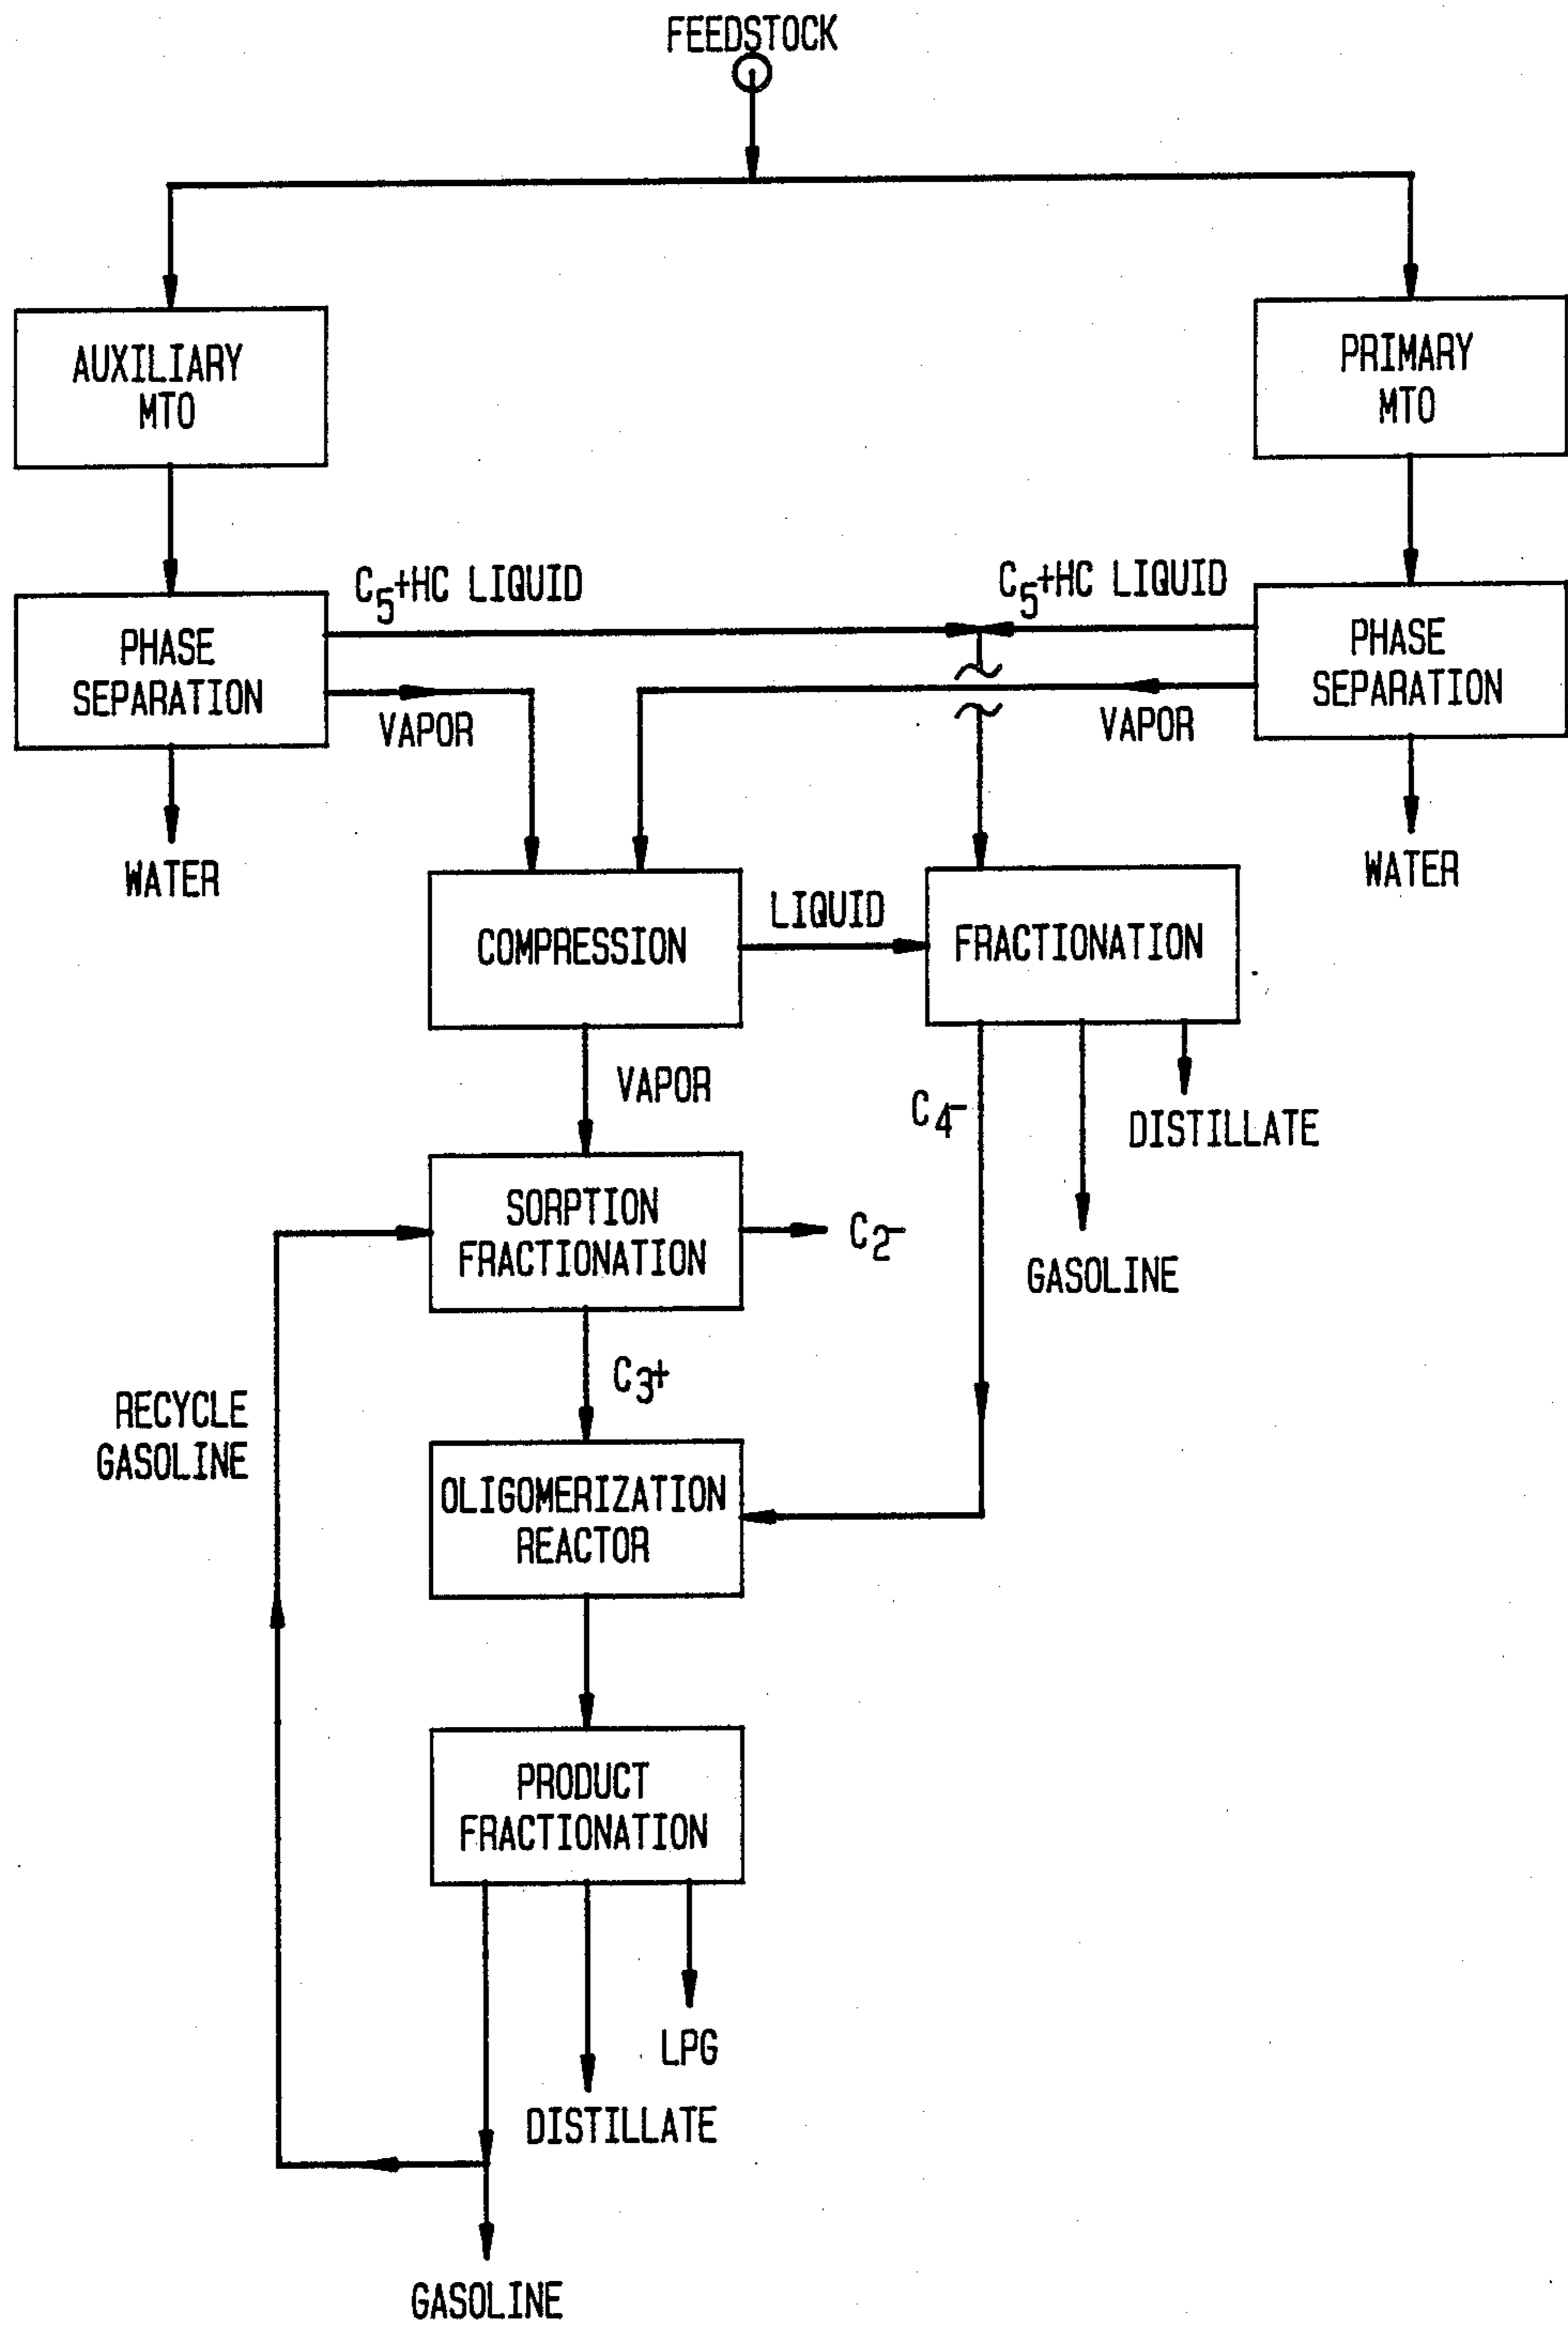 FEEDSTOCK
AUXILIARY
MTO
PRIMARY
MTO
C5+HC LIQUID
C5+HC LIQUID
PHASE
SEPARATION
PHASE
SEPARATION
VAPOR
VAPOR
WATER
WATER
COMPRESSION
LIQUID
FRACTIONATION
VAPOR
C4-
DISTILLATE
SORPTION
FRACTIONATION
C2-
GASOLINE
C3+
RECYCLE
GASOLINE
OLIGOMERIZATION
REACTOR
PRODUCT
FRACTIONATION
LPG
DISTILLATE
GASOLINE